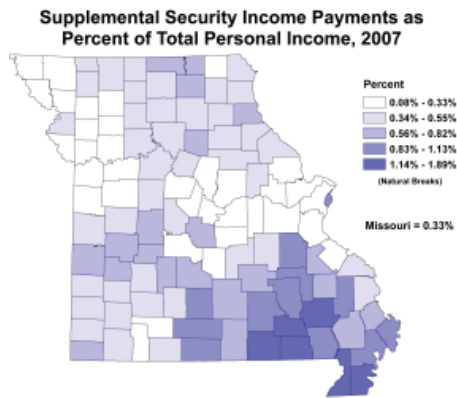 Supplemental Security Income Payments as
Percent of Total Personal Income, 2007
Percent
0.08% - 0.33%
0.34% - 0.55%
0.56% - 0.82%
0.83% - 1.13%
1.14% - 1.89%
(Natural Breaks)
Missouri = 0.33%